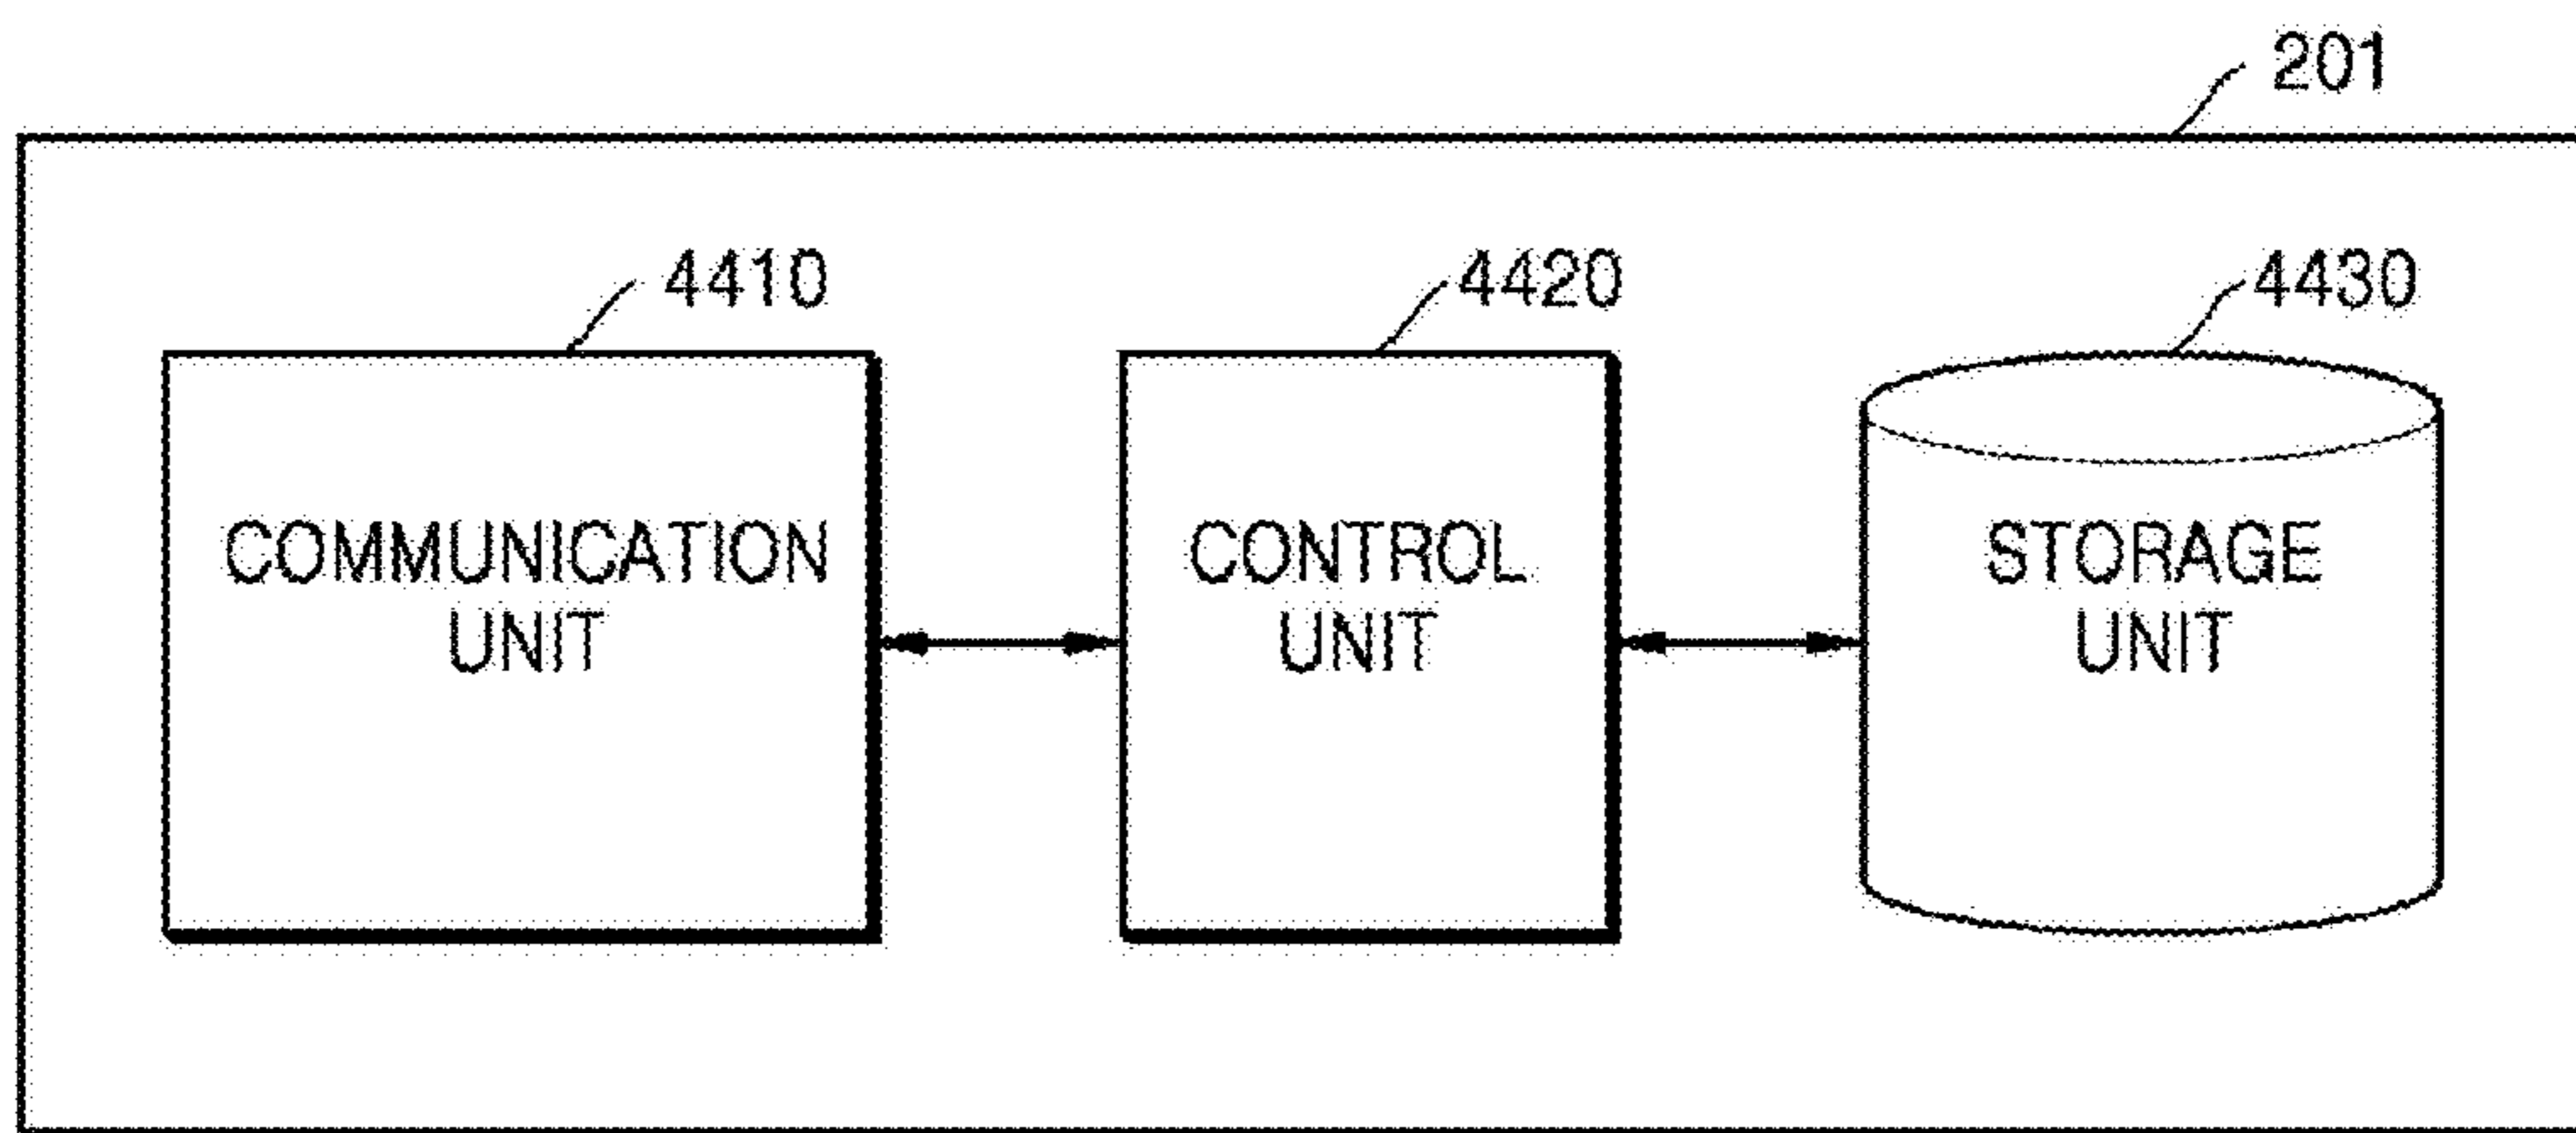 201
4410
4420
4430
COMMUNICATION
UNIT
CONTROL
UNIT
STORAGE
UNIT